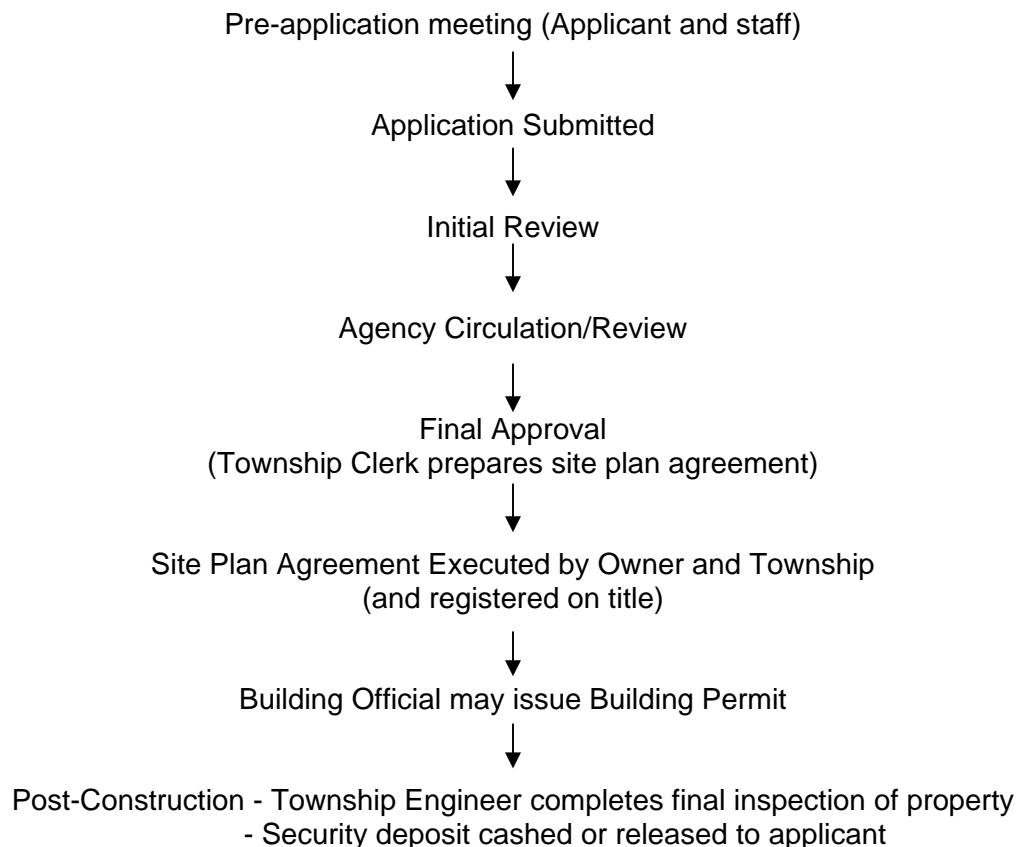 Pre-application meeting (Applicant and staff)
Application Submitted
Initial Review
Agency Circulation/Review
Final Approval
(Township Clerk prepares site plan agreement)
Site Plan Agreement Executed by Owner and Township
(and registered on title)
Building Official may issue Building Permit
Post-Construction - Township Engineer completes final inspection of property
- Security deposit cashed or released to applicant